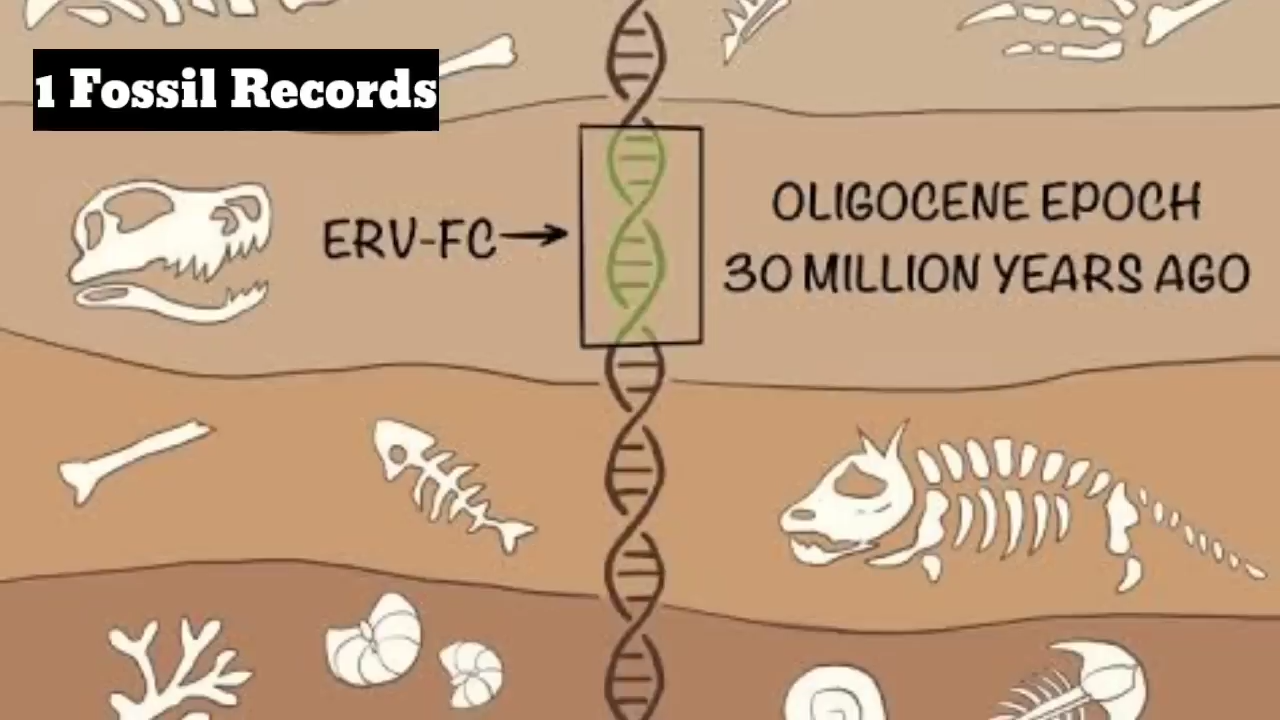 1 Fossil Records
ERV-FC
OLIGOCENE EPOCH
30 MILLION YEARS AGO